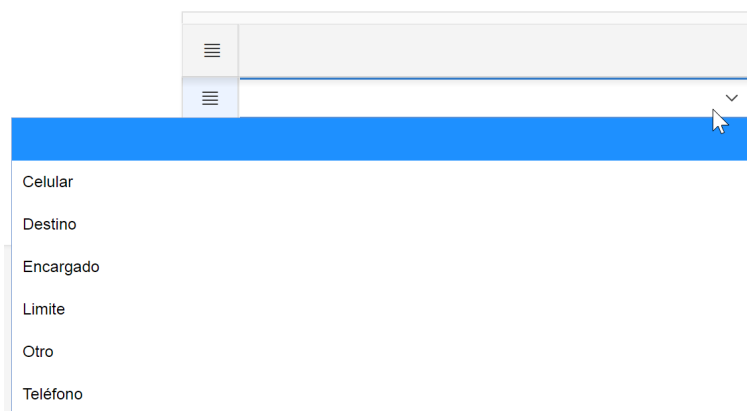 Celular
Destino
Encargado
Limite
Otro
Teléfono